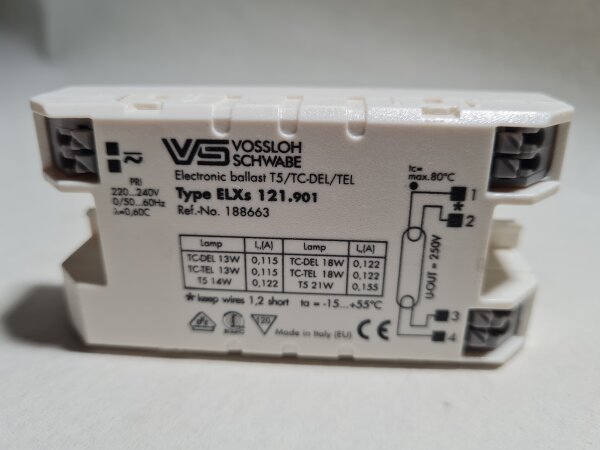 VS VOSSLOH
SCHWABE
Electronic ballast T5/TC-DEL/TEL
Type ELXs 121.901
Ref.-No. 188663
PRI
220...240V
0/50...60Hz
λ=0,60C
tc=
max.80°C
1
*
2
U-OUT = 250V
3
4
Lamp I~(A) Lamp I~(A)
TC-DEL 13W 0,115 TC-DEL 18W 0,122
TC-TEL 13W 0,115 TC-TEL 18W 0,122
T5 14W 0,122 T5 21W 0,155
* keep wires 1,2 short ta = -15...+55°C
120 Made in Italy (EU) CE